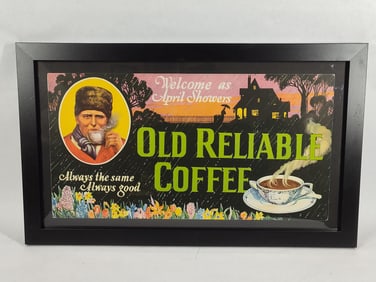 Welcome as
April Showers
OLD RELIABLE
COFFEE
Always the same
Always good